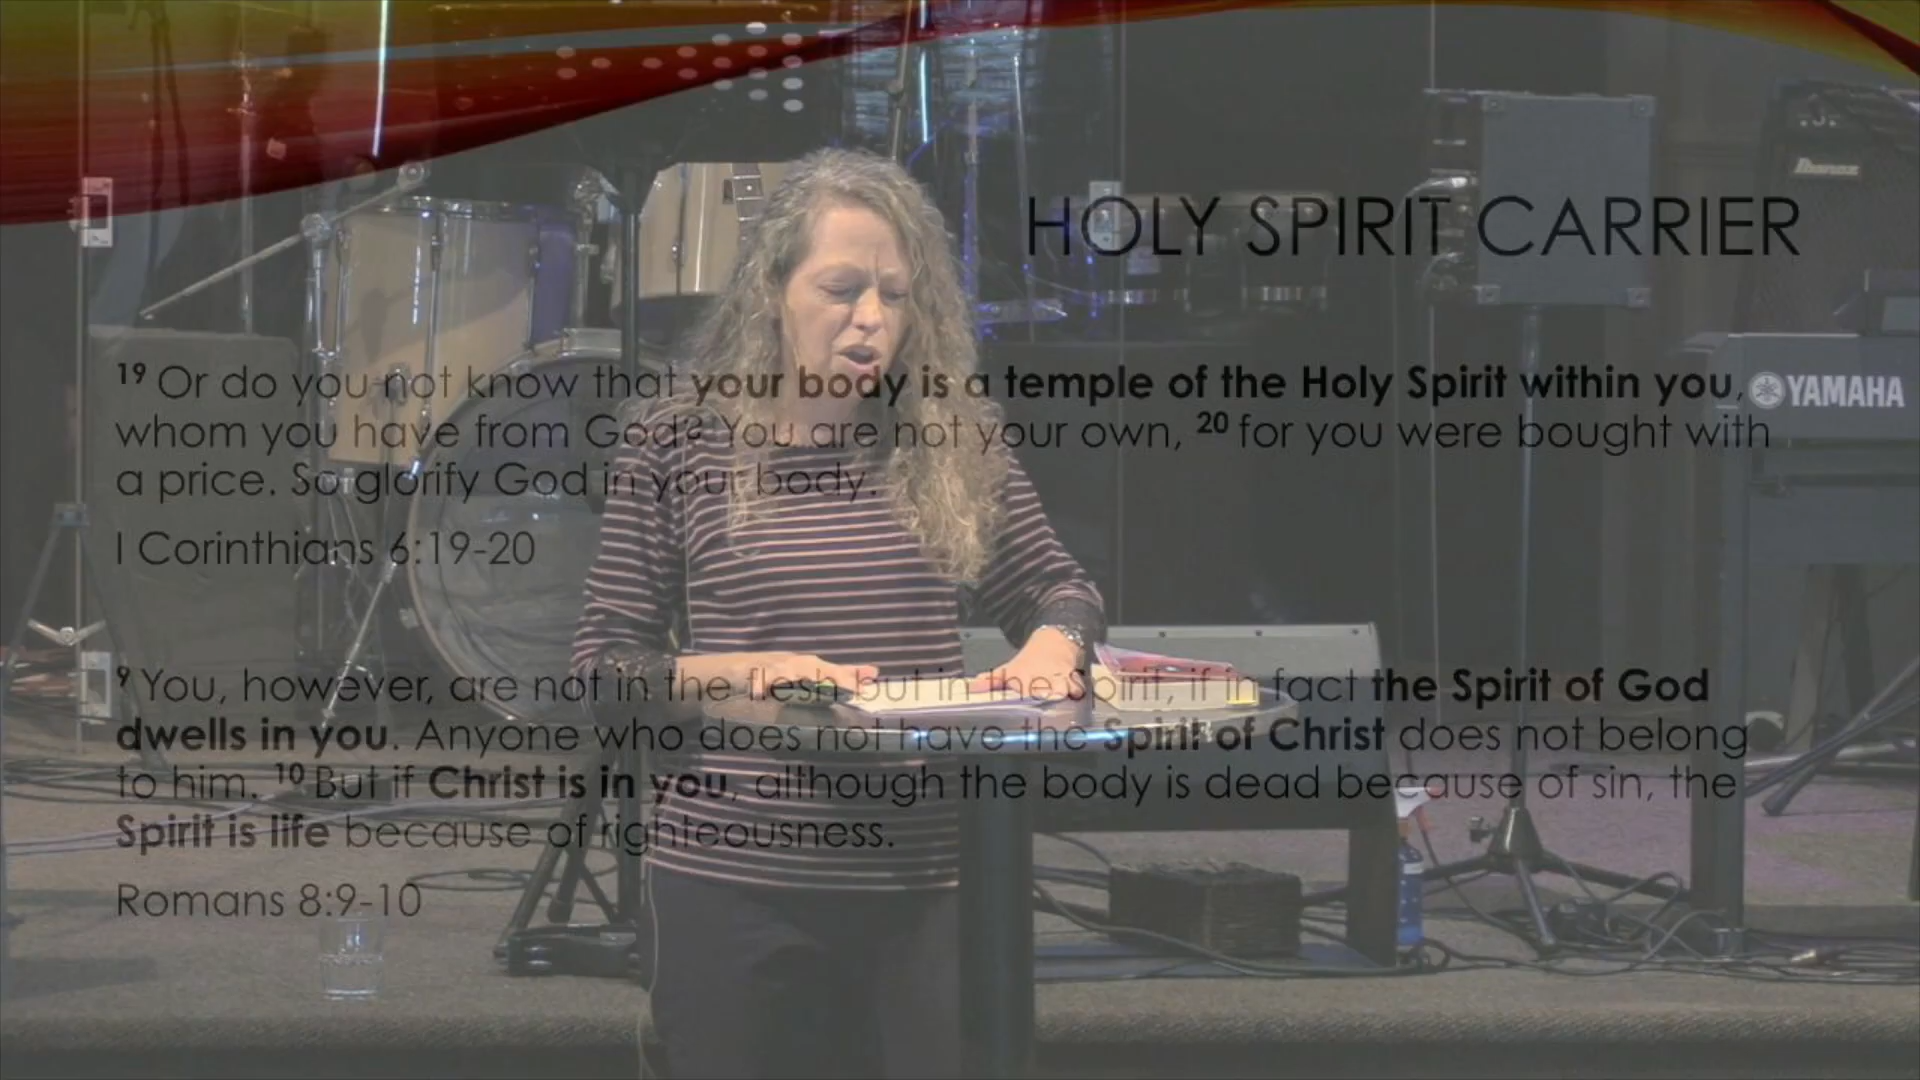 Ibanez
HOLY SPIRIT CARRIER
19 Or do you not know that your body is a temple of the Holy Spirit within you,
YAMAHA
whom you have from God? You are not your own, 20 for you were bought with
a price. So glorify God in your body.
I Corinthians 6:19-20
9 You, however, are not in the flesh but in the Spirit, if in fact the Spirit of God
dwells in you. Anyone who does not have the Spirit of Christ does not belong
to him. 10 But if Christ is in you, although the body is dead because of sin, the
Spirit is life because of righteousness.
Romans 8:9-10